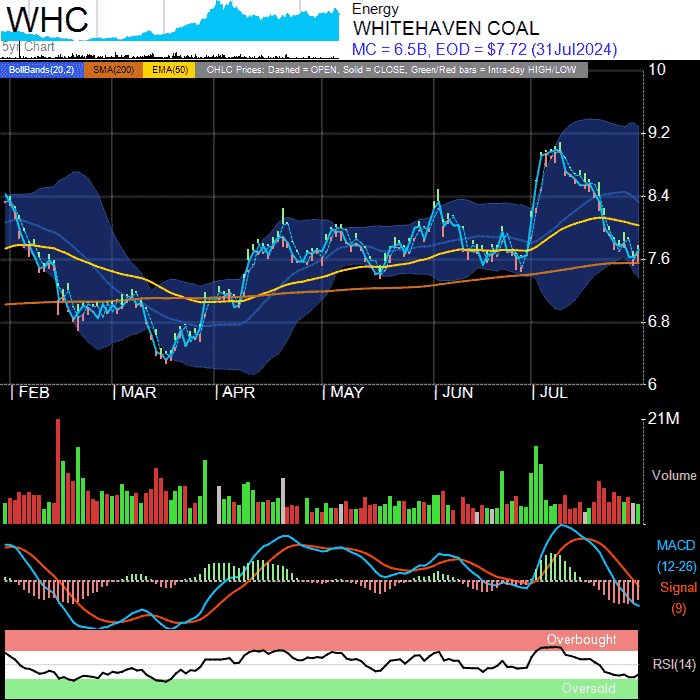 WHC
5yr Chart
Energy
WHITEHAVEN COAL
MC = 6.5B, EOD = $7.72 (31Jul2024)
BollBands(20,2) SMA(200) EMA(50) OHLC Prices: Dashed = OPEN, Solid = CLOSE, Green/Red bars = Intra-day HIGH/LOW
10
9.2
8.4
7.6
6.8
6
FEB MAR APR MAY JUN JUL
21M
Volume
MACD
(12-26)
Signal
(9)
Overbought
RSI(14)
Oversold